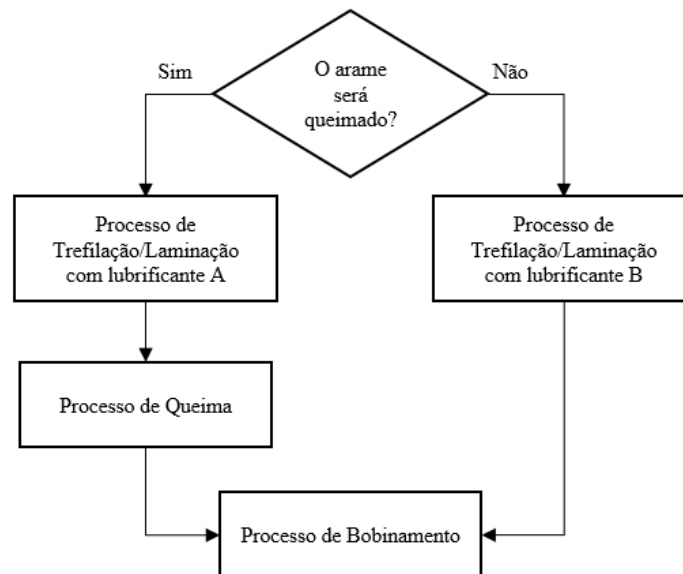 O arame
será
queimado?
Sim
Não
Processo de
Trefilação/Laminação
com lubrificante A
Processo de
Trefilação/Laminação
com lubrificante B
Processo de Queima
Processo de Bobinamento